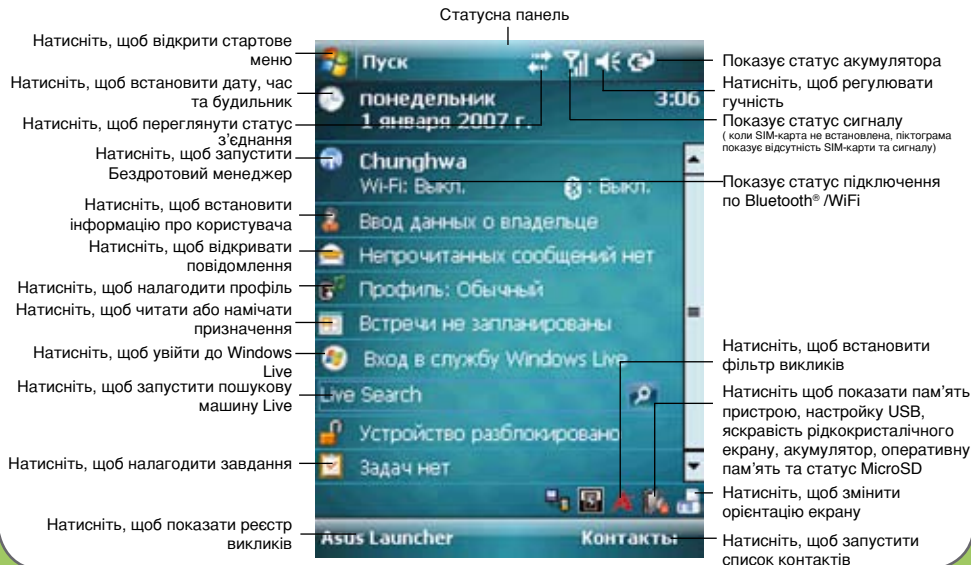 Статусна панель
Натисніть, щоб відкрити стартове
меню
Натисніть, щоб встановити дату, час
та будильник
Натисніть, щоб переглянути статус
з’єднання
Натисніть, щоб запустити
Бездротовий менеджер
Натисніть, щоб встановити
інформацію про користувача
Натисніть, щоб відкривати
повідомлення
Натисніть, щоб налагодити профіль
Натисніть, щоб читати або намічати
призначення
Натисніть, щоб увійти до Windows
Live
Натисніть, щоб запустити пошукову
машину Live
Натисніть, щоб налагодити завдання
Натисніть, щоб показати реєстр
викликів
Пуск
понедельник
3:06
1 января 2007 г.
Chunghwa
Wi-Fi: Выкл.
: Выкл.
Ввод данных о владельце
Непрочитанных сообщений нет
Профиль: Обычный
Встречи не запланированы
Вход в службу Windows Live
Live Search
Устройство разблокировано
Задач нет
Asus Launcher
Контакты
Показує статус акумулятора
Натисніть, щоб регулювати
гучність
Показує статус сигналу
( коли SIM-карта не встановлена, піктограма
показує відсутність SIM-карти та сигналу)
Показує статус підключення
по Bluetooth® /WiFi
Натисніть, щоб встановити
фільтр викликів
Натисніть щоб показати пам’ять
пристрою, настройку USB,
яскравість рідкокристалічного
екрану, акумулятор, оперативну
пам’ять та статус MicroSD
Натисніть, щоб змінити
орієнтацію екрану
Натисніть, щоб запустити
список контактів